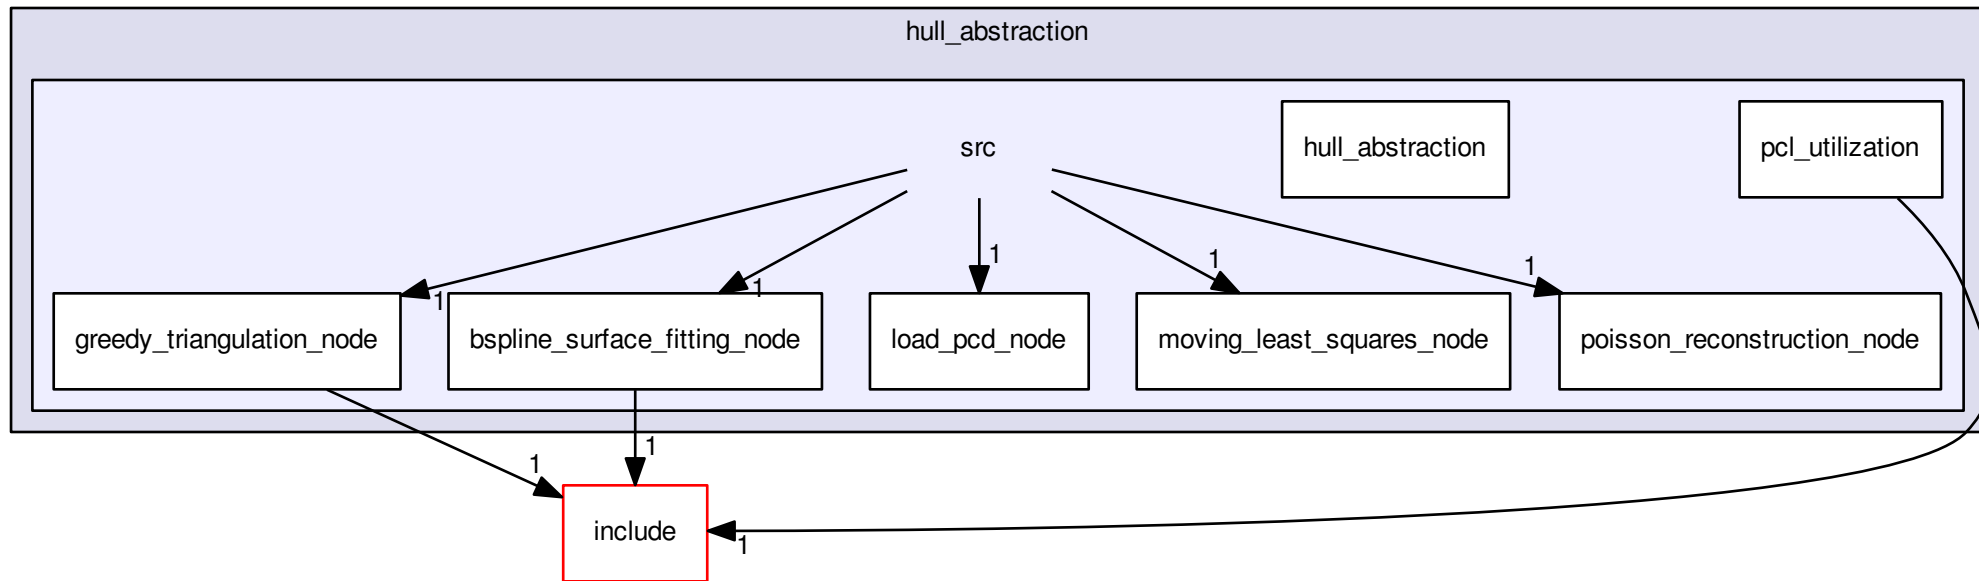 hull_abstraction
src
hull_abstraction
pcl_utilization
1
1
1
1
1
greedy_triangulation_node
bspline_surface_fitting_node
load_pcd_node
moving_least_squares_node
poisson_reconstruction_node
1
1
include
1